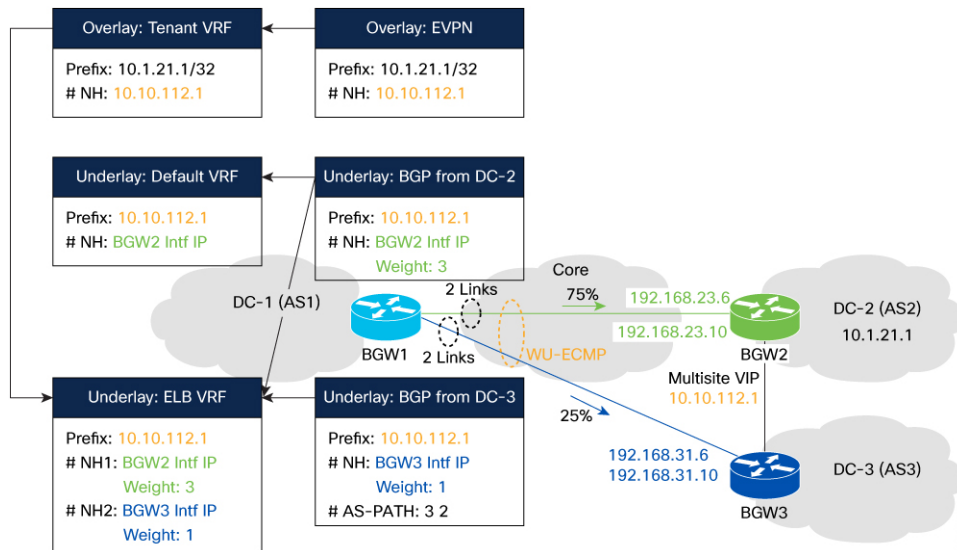 Overlay: Tenant VRF
Prefix: 10.1.21.1/32
# NH: 10.10.112.1
Overlay: EVPN
Prefix: 10.1.21.1/32
# NH: 10.10.112.1
Underlay: Default VRF
Prefix: 10.10.112.1
# NH: BGW2 Intf IP
Underlay: BGP from DC-2
Prefix: 10.10.112.1
# NH: BGW2 Intf IP
Weight: 3
DC-1 (AS1)
BGW1
2 Links
2 Links
Core
75%
WU-ECMP
25%
192.168.23.6
192.168.23.10
BGW2
DC-2 (AS2)
10.1.21.1
Multisite VIP
10.10.112.1
192.168.31.6
192.168.31.10
BGW3
DC-3 (AS3)
Underlay: ELB VRF
Prefix: 10.10.112.1
# NH1: BGW2 Intf IP
Weight: 3
# NH2: BGW3 Intf IP
Weight: 1
Underlay: BGP from DC-3
Prefix: 10.10.112.1
# NH: BGW3 Intf IP
Weight: 1
# AS-PATH: 3 2